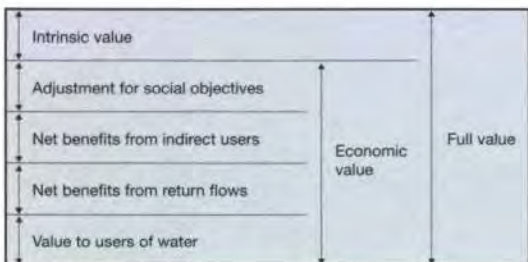 Intrinsic value
Adjustment for social objectives
Net benefits from indirect users
Net benefits from return flows
Value to users of water
Economic
value
Full value